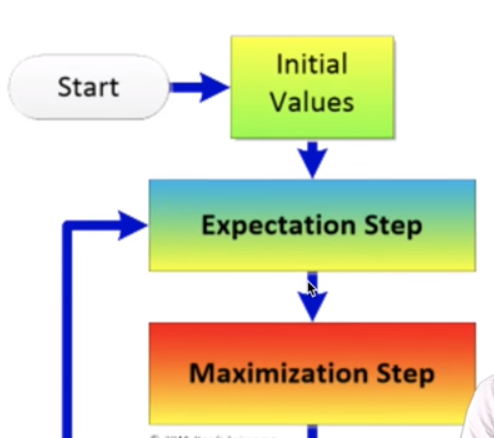 Start
Initial
Values
Expectation Step
Maximization Step